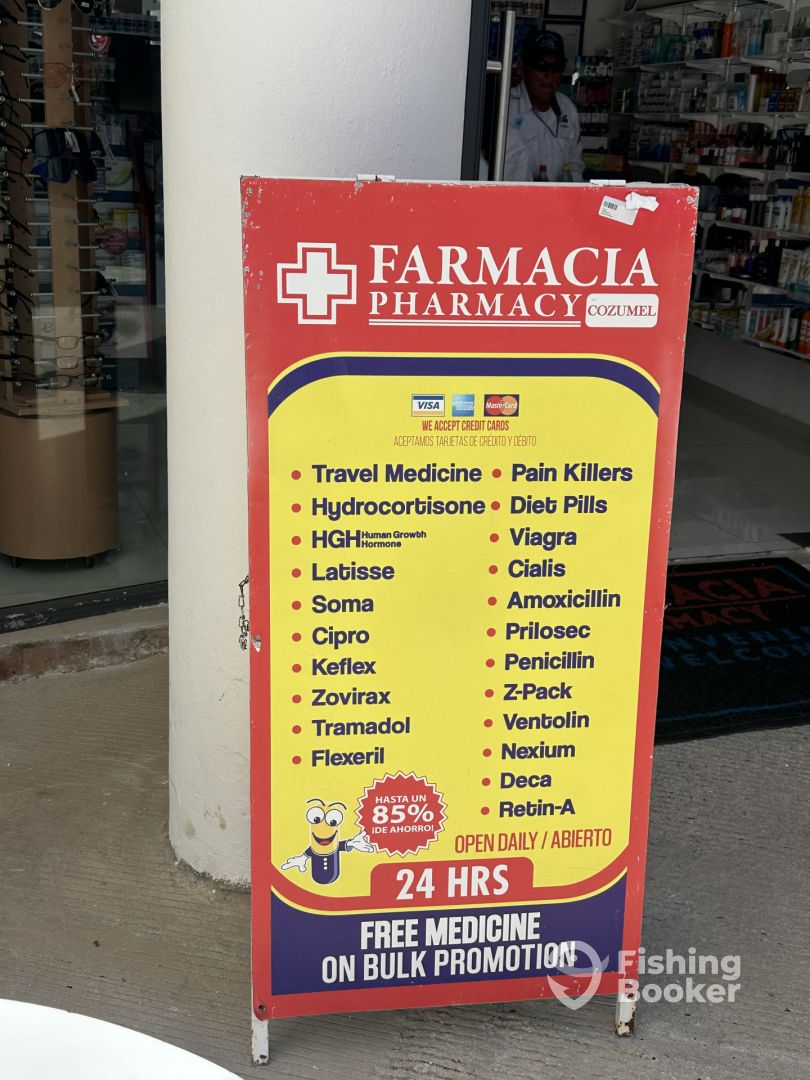 FARMACIA
PHARMACY COZUMEL
VISA MasterCard
WE ACCEPT CREDIT CARDS
ACEPTAMOS TARJETAS DE CRÉDITO Y DÉBITO
• Travel Medicine
• Hydrocortisone
• HGH Human Growth Hormone
• Latisse
• Soma
• Cipro
• Keflex
• Zovirax
• Tramadol
• Flexeril
• Pain Killers
• Diet Pills
• Viagra
• Cialis
• Amoxicillin
• Prilosec
• Penicillin
• Z-Pack
• Ventolin
• Nexium
• Deca
• Retin-A
HASTA UN
85%
¡DE AHORRO!
OPEN DAILY / ABIERTO
24 HRS
FREE MEDICINE
ON BULK PROMOTION
Fishing
Booker